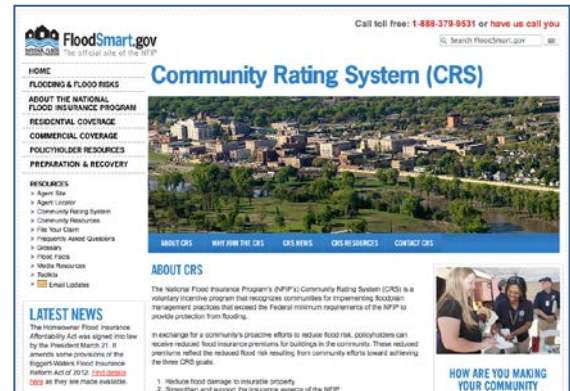 Call toll free: 1-888-379-9531 or have us call you
FloodSmart.gov
The official site of the NFIP
Search FloodSmart.gov
HOME
FLOODING & FLOOD RISKS
ABOUT THE NATIONAL
FLOOD INSURANCE PROGRAM
RESIDENTIAL COVERAGE
COMMERCIAL COVERAGE
POLICYHOLDER RESOURCES
PREPARATION & RECOVERY
RESOURCES
> Agent Site
> Agent Locator
> Community Rating System
> Community Resources
> File Your Claim
> Frequently Asked Questions
> Glossary
> Flood Facts
> Media Resources
> Toolkits
> Email Updates
LATEST NEWS
The Homeowner Flood Insurance
Affordability Act was signed into law
by the President March 21. It
amends some provisions of the
Biggert-Waters Flood Insurance
Reform Act of 2012. Find details
here as they are made available.
Community Rating System (CRS)
ABOUT CRS WHY JOIN THE CRS CRS NEWS CRS RESOURCES CONTACT CRS
ABOUT CRS
The National Flood Insurance Program's (NFIP's) Community Rating System (CRS) is a
voluntary incentive program that recognizes communities for implementing floodplain
management practices that exceed the Federal minimum requirements of the NFIP to
provide protection from flooding.
In exchange for a community's proactive efforts to reduce flood risk, policyholders can
receive reduced flood insurance premiums for buildings in the community. These reduced
premiums reflect the reduced flood risk resulting from community efforts toward achieving
the three CRS goals:
1. Reduce flood damage to insurable property
2. Strengthen and support the insurance aspects of the NFIP
HOW ARE YOU MAKING
YOUR COMMUNITY